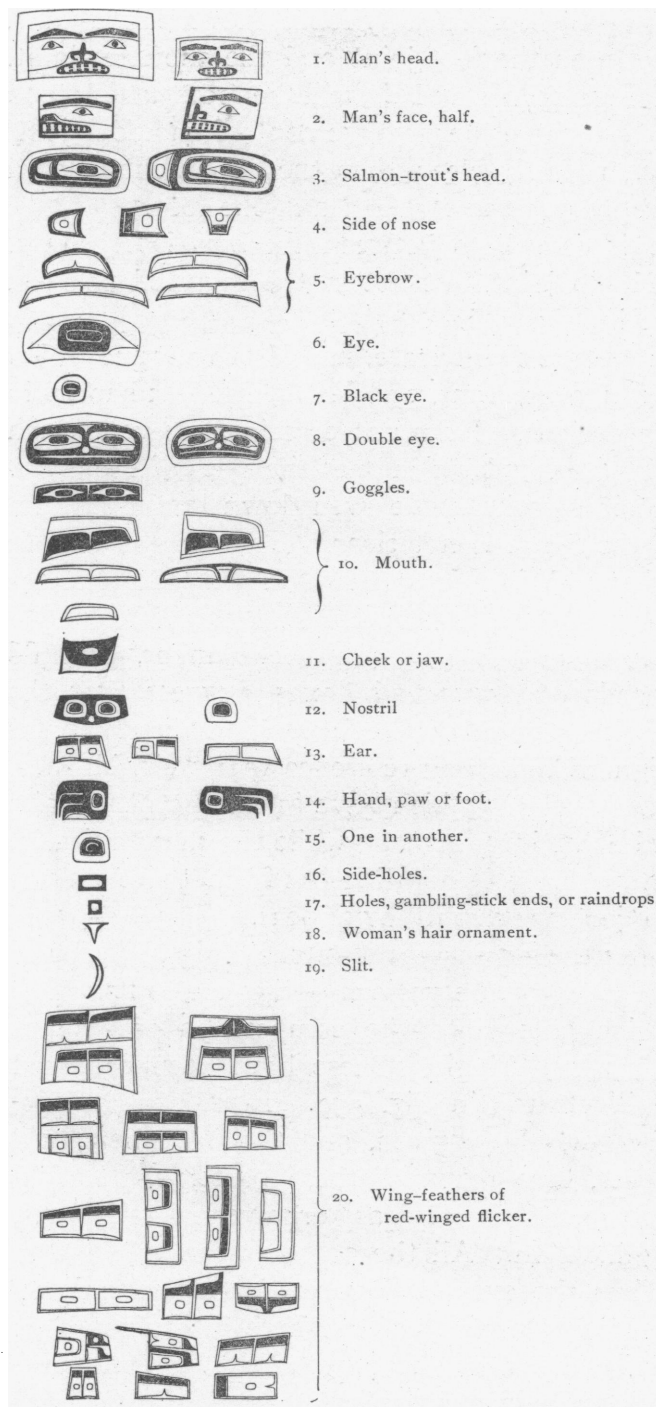 1. Man's head.
2. Man's face, half.
3. Salmon-trout's head.
4. Side of nose
5. Eyebrow.
6. Eye.
7. Black eye.
8. Double eye.
9. Goggles.
10. Mouth.
11. Cheek or jaw.
12. Nostril
13. Ear.
14. Hand, paw or foot.
15. One in another.
16. Side-holes.
17. Holes, gambling-stick ends, or raindrops
18. Woman's hair ornament.
19. Slit.
20. Wing-feathers of
red-winged flicker.